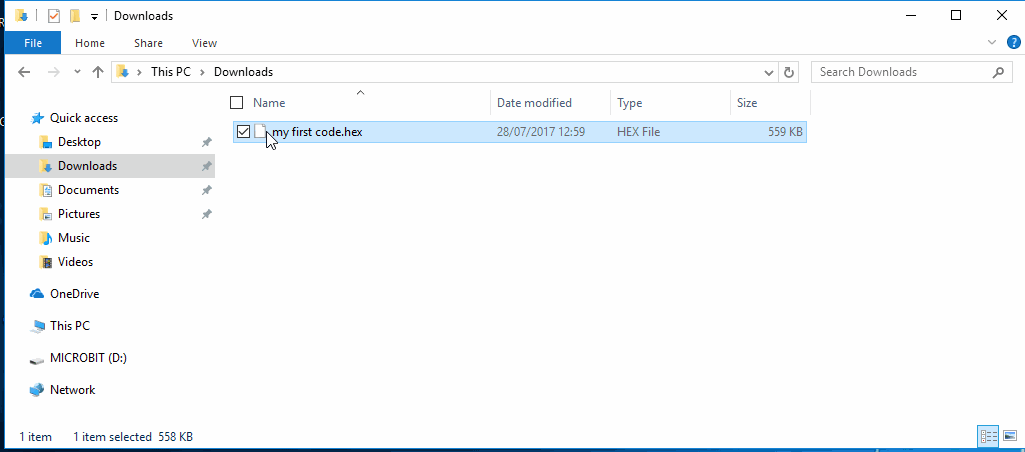 Downloads
File Home Share View
This PC Downloads Search Downloads
Name Date modified Type Size
my first code.hex 28/07/2017 12:59 HEX File 559 KB
Quick access
Desktop
Downloads
Documents
Pictures
Music
Videos
OneDrive
This PC
MICROBIT (D:)
Network
1 item 1 item selected 558 KB